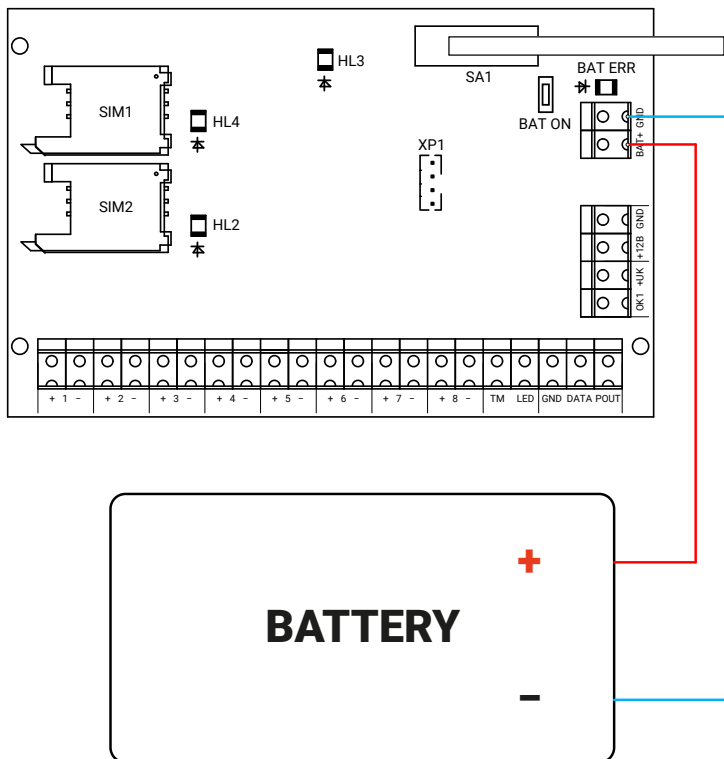 HL3
SA1
BAT ERR
SIM1
HL4
BAT ON
GND
BAT+
XP1
SIM2
HL2
GND
+12B
+UK
OK1
+ 1 - + 2 - + 3 - + 4 - + 5 - + 6 - + 7 - + 8 - TM LED GND DATA POUT
+
BATTERY
-